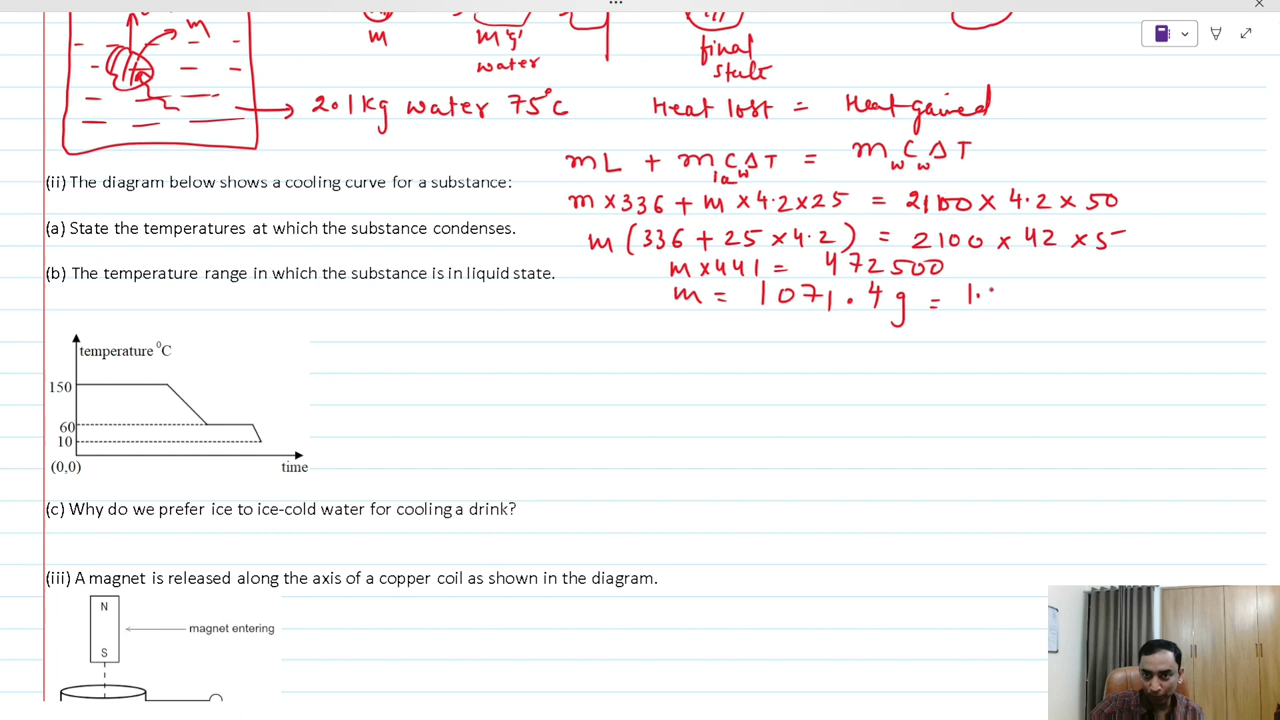 m
m
m g'
water
final
state
2.1kg water 75°C
Heat lost = Heat gained
mL + m C ΔT = m C ΔT
w w w
m×336 + m×4.2×25 = 2100×4.2×50
m(336 + 25×4.2) = 2100×42×5
m×441 = 472500
m = 1071.4g = 1.
(ii) The diagram below shows a cooling curve for a substance:
(a) State the temperatures at which the substance condenses.
(b) The temperature range in which the substance is in liquid state.
temperature ⁰C
150
60
10
(0,0)
time
(c) Why do we prefer ice to ice-cold water for cooling a drink?
(iii) A magnet is released along the axis of a copper coil as shown in the diagram.
N
magnet entering
S